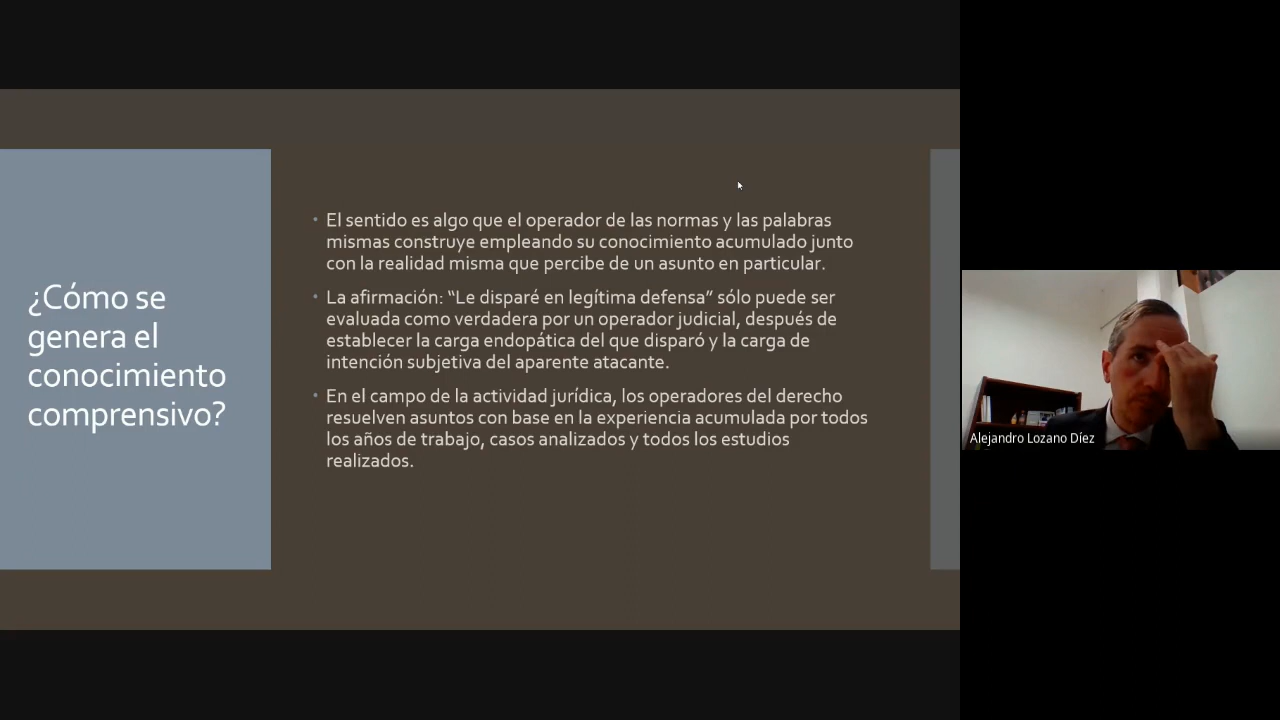 ¿Cómo se
genera el
conocimiento
comprensivo?
• El sentido es algo que el operador de las normas y las palabras
mismas construye empleando su conocimiento acumulado junto
con la realidad misma que percibe de un asunto en particular.
• La afirmación: “Le disparé en legítima defensa” sólo puede ser
evaluada como verdadera por un operador judicial, después de
establecer la carga endopática del que disparó y la carga de
intención subjetiva del aparente atacante.
• En el campo de la actividad jurídica, los operadores del derecho
resuelven asuntos con base en la experiencia acumulada por todos
los años de trabajo, casos analizados y todos los estudios
realizados.
Alejandro Lozano Díez